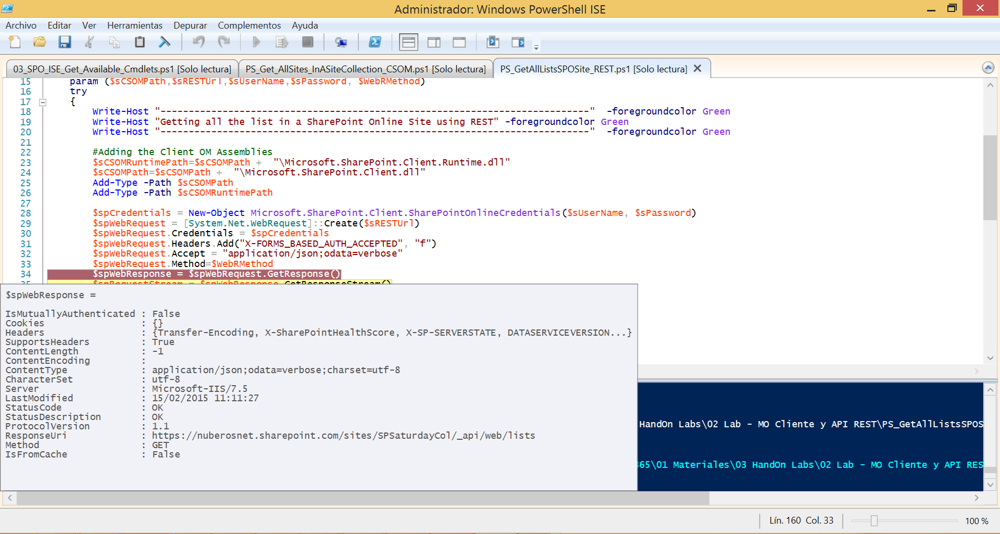 Administrador: Windows PowerShell ISE
Archivo Editar Ver Herramientas Depurar Complementos Ayuda
03_SPO_ISE_Get_Available_Cmdlets.ps1 [Solo lectura] PS_Get_AllSites_InASiteCollection_CSOM.ps1 [Solo lectura] PS_GetAllListsSPOSite_REST.ps1 [Solo lectura]
15 param ($sCSOMPath,$sRESTUrl,$sUserName,$sPassword, $WebRMethod)
16 try
17 {
18 Write-Host "----------------------------------------------------------------------------" -foregroundcolor Green
19 Write-Host "Getting all the list in a SharePoint Online Site using REST" -foregroundcolor Green
20 Write-Host "----------------------------------------------------------------------------" -foregroundcolor Green
21
22 #Adding the Client OM Assemblies
23 $sCSOMRuntimePath=$sCSOMPath + "\Microsoft.SharePoint.Client.Runtime.dll"
24 $sCSOMPath=$sCSOMPath + "\Microsoft.SharePoint.Client.dll"
25 Add-Type -Path $sCSOMPath
26 Add-Type -Path $sCSOMRuntimePath
27
28 $spCredentials = New-Object Microsoft.SharePoint.Client.SharePointOnlineCredentials($sUserName, $sPassword)
29 $spWebRequest = [System.Net.WebRequest]::Create($sRESTUrl)
30 $spWebRequest.Credentials = $spCredentials
31 $spWebRequest.Headers.Add("X-FORMS_BASED_AUTH_ACCEPTED", "f")
32 $spWebRequest.Accept = "application/json;odata=verbose"
33 $spWebRequest.Method=$WebRMethod
34 $spWebResponse = $spWebRequest.GetResponse()
35 $spRequestStream = $spWebResponse.GetResponseStream()
$spWebResponse =
IsMutuallyAuthenticated : False
Cookies : {}
Headers : {Transfer-Encoding, X-SharePointHealthScore, X-SP-SERVERSTATE, DATASERVICEVERSION...}
SupportsHeaders : True
ContentLength : -1
ContentEncoding :
ContentType : application/json;odata=verbose;charset=utf-8
CharacterSet : utf-8
Server : Microsoft-IIS/7.5
LastModified : 15/02/2015 11:11:27
StatusCode : OK
StatusDescription : OK
ProtocolVersion : 1.1
ResponseUri : https://nuberosnet.sharepoint.com/sites/SPSaturdayCol/_api/web/lists
Method : GET
IsFromCache : False
HandOn Labs\02 Lab - MO Cliente y API REST\PS_GetAllListsSPOS
65\01 Materiales\03 HandOn Labs\02 Lab - MO Cliente y API RES
Lín. 160 Col. 33 100 %